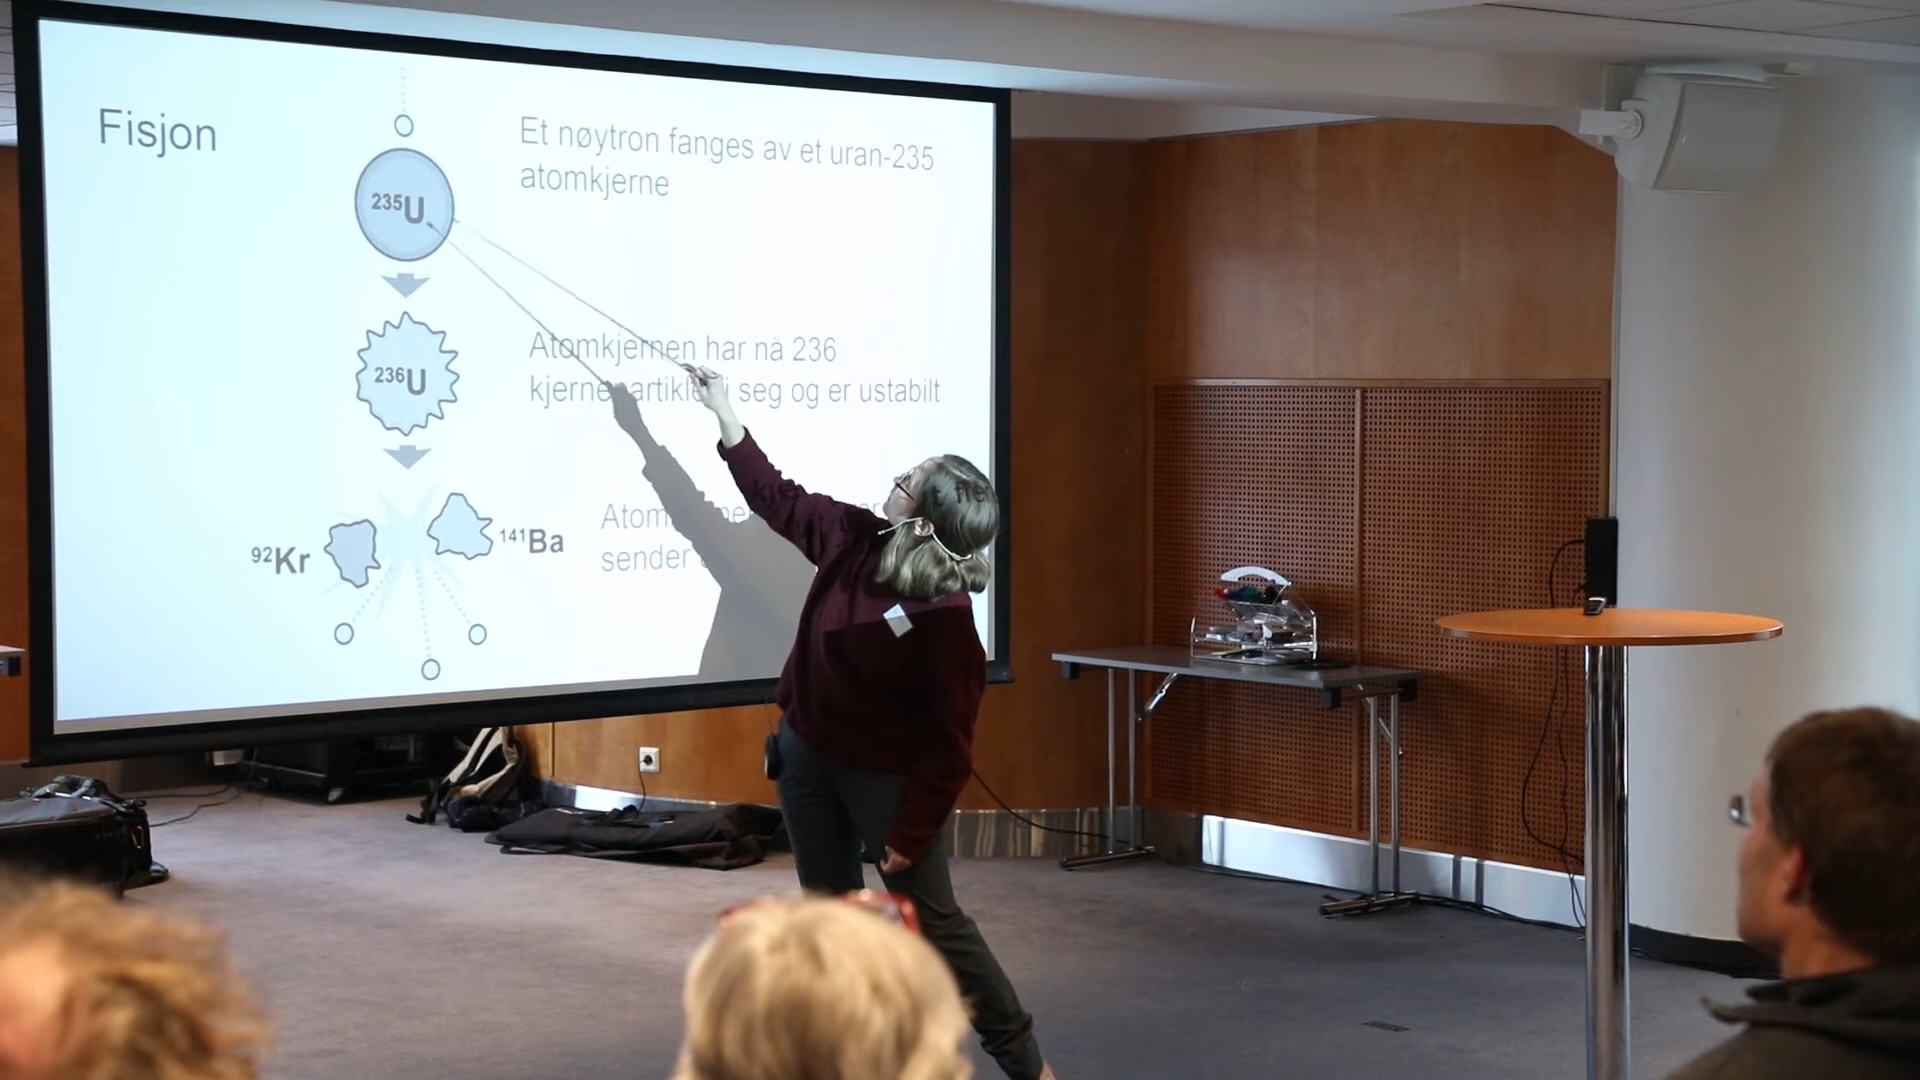 Fisjon
Et nøytron fanges av et uran-235
atomkjerne
235U
Atomkjernen har nå 236
kjernepartikler i seg og er ustabilt
236U
92Kr
141Ba
sender